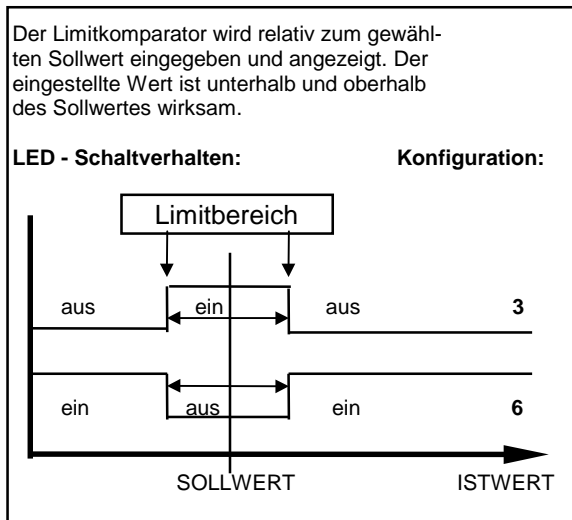 Der Limitkomparator wird relativ zum gewähl-
ten Sollwert eingegeben und angezeigt. Der
eingestellte Wert ist unterhalb und oberhalb
des Sollwertes wirksam.
LED - Schaltverhalten: Konfiguration:
Limitbereich
aus ein aus 3
ein aus ein 6
SOLLWERT ISTWERT